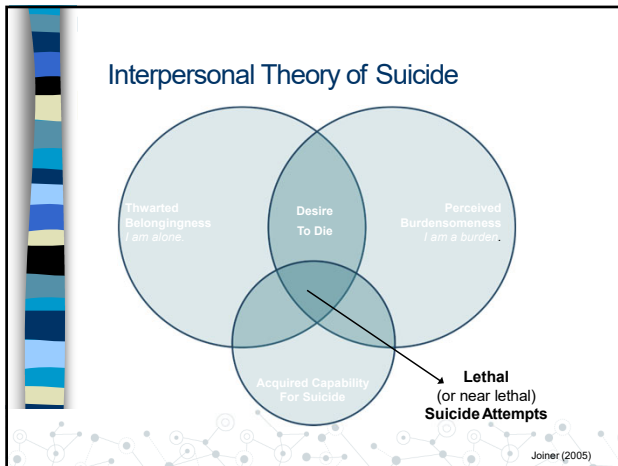 Interpersonal Theory of Suicide
Thwarted
Belongingness
I am alone.
Desire
To Die
Perceived
Burdensomeness
I am a burden.
Acquired Capability
For Suicide
Lethal
(or near lethal)
Suicide Attempts
Joiner (2005)